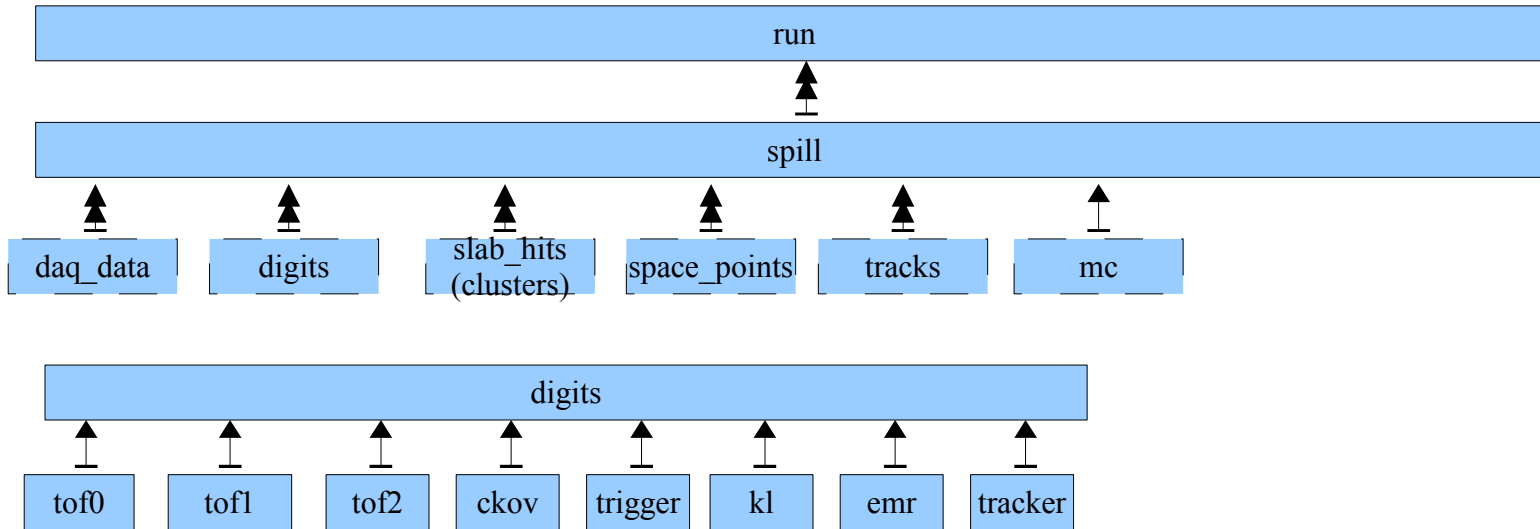 run
spill
daq_data
digits
slab_hits
(clusters)
space_points
tracks
mc
digits
tof0
tof1
tof2
ckov
trigger
kl
emr
tracker